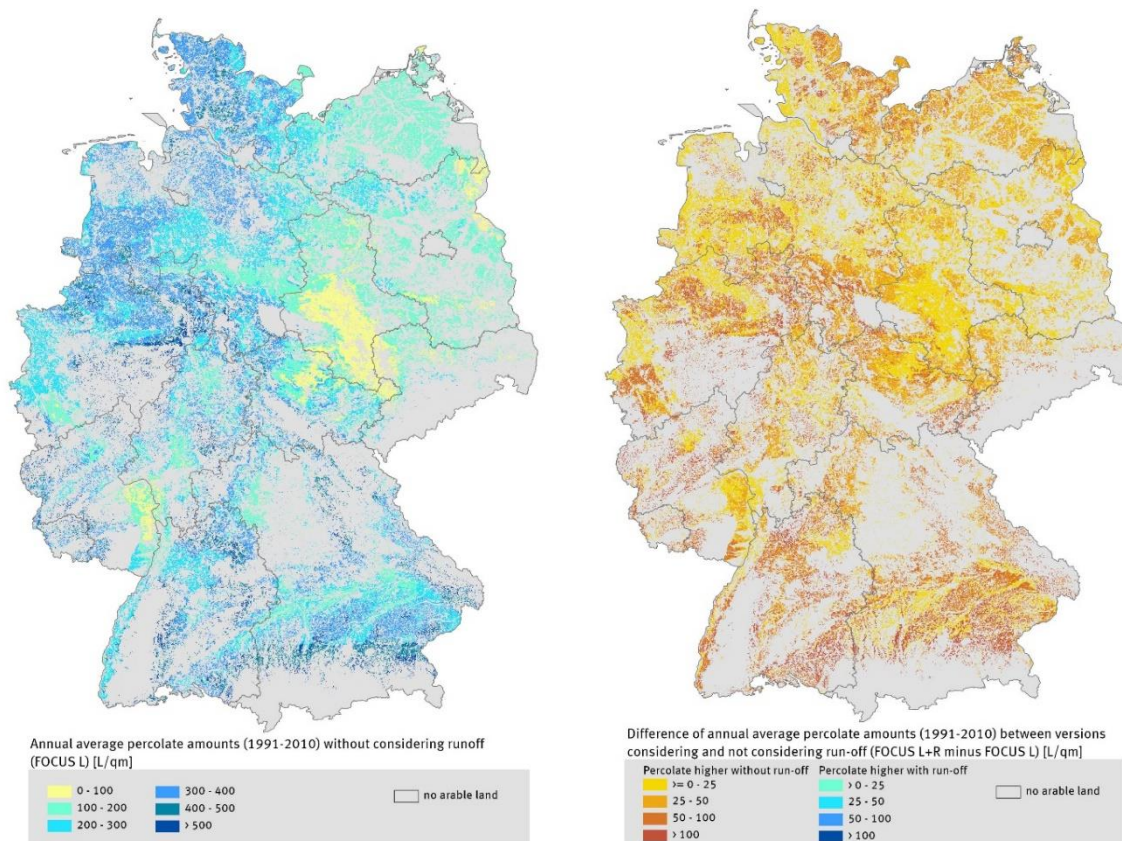 Annual average percolate amounts (1991-2010) without considering runoff
(FOCUS L) [L/qm]
0 - 100
100 - 200
200 - 300
300 - 400
400 - 500
> 500
no arable land
Difference of annual average percolate amounts (1991-2010) between versions
considering and not considering run-off (FOCUS L+R minus FOCUS L) [L/qm]
Percolate higher without run-off
>= 0 - 25
25 - 50
50 - 100
> 100
Percolate higher with run-off
> 0 - 25
25 - 50
50 - 100
> 100
no arable land